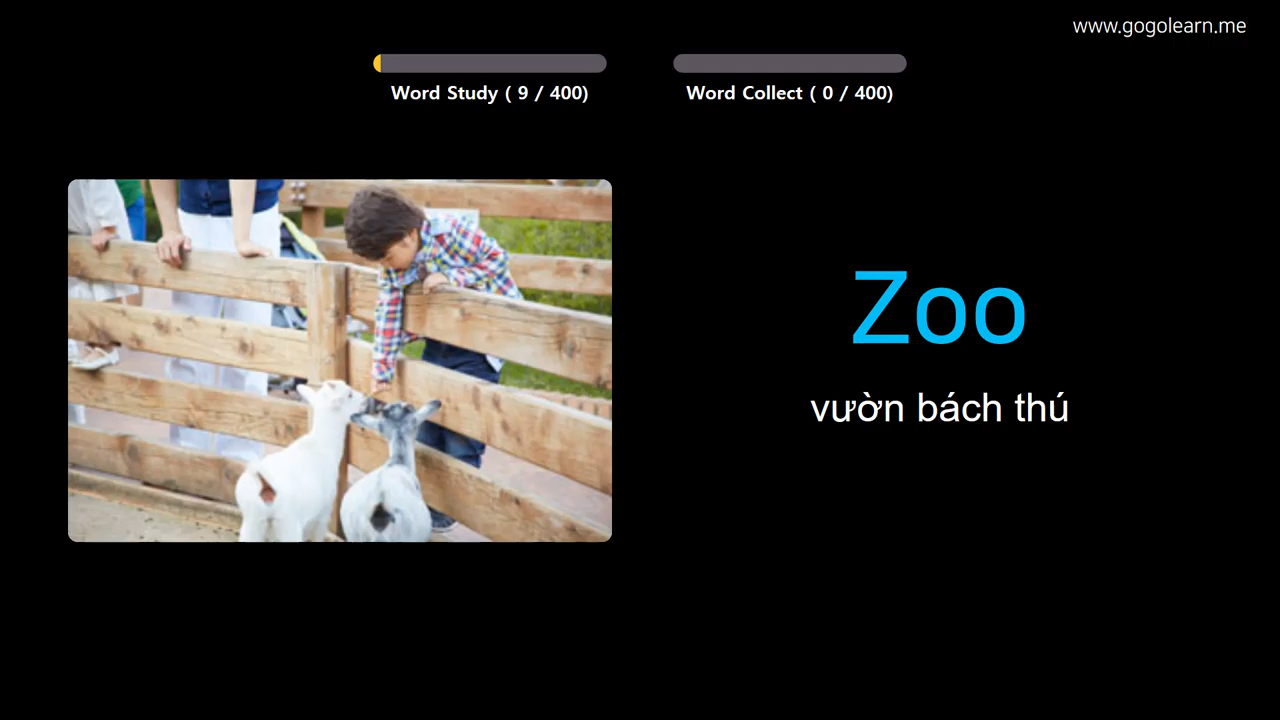 www.gogolearn.me
Word Study ( 9 / 400)
Word Collect ( 0 / 400)
Zoo
vườn bách thú